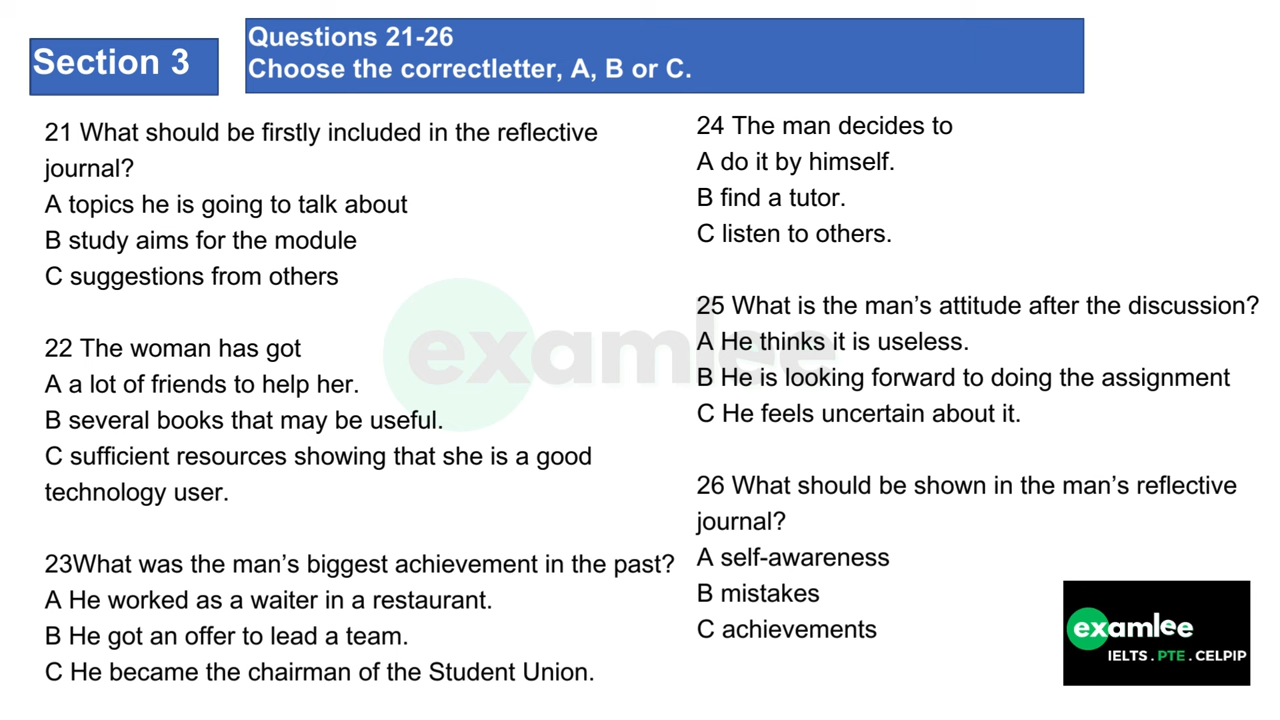 Section 3
Questions 21-26
Choose the correctletter, A, B or C.
21 What should be firstly included in the reflective
journal?
A topics he is going to talk about
B study aims for the module
C suggestions from others
22 The woman has got
A a lot of friends to help her.
B several books that may be useful.
C sufficient resources showing that she is a good
technology user.
23What was the man’s biggest achievement in the past?
A He worked as a waiter in a restaurant.
B He got an offer to lead a team.
C He became the chairman of the Student Union.
24 The man decides to
A do it by himself.
B find a tutor.
C listen to others.
25 What is the man’s attitude after the discussion?
A He thinks it is useless.
B He is looking forward to doing the assignment
C He feels uncertain about it.
26 What should be shown in the man’s reflective
journal?
A self-awareness
B mistakes
C achievements
examlee
examlee
IELTS . PTE . CELPIP